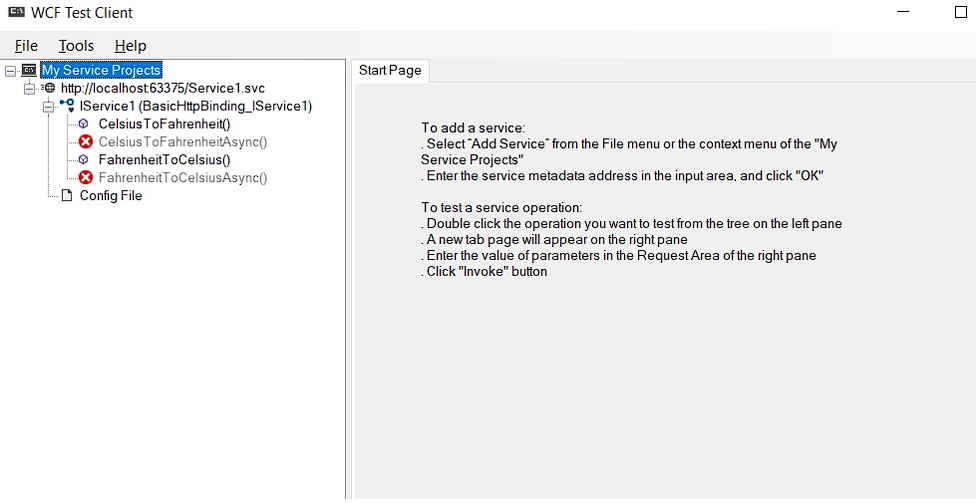 WCF Test Client
File Tools Help
My Service Projects
http://localhost:63375/Service1.svc
IService1 (BasicHttpBinding_IService1)
CelsiusToFahrenheit()
CelsiusToFahrenheitAsync()
FahrenheitToCelsius()
FahrenheitToCelsiusAsync()
Config File
Start Page
To add a service:
. Select "Add Service" from the File menu or the context menu of the "My
Service Projects"
. Enter the service metadata address in the input area, and click "OK"
To test a service operation:
. Double click the operation you want to test from the tree on the left pane
. A new tab page will appear on the right pane
. Enter the value of parameters in the Request Area of the right pane
. Click "Invoke" button